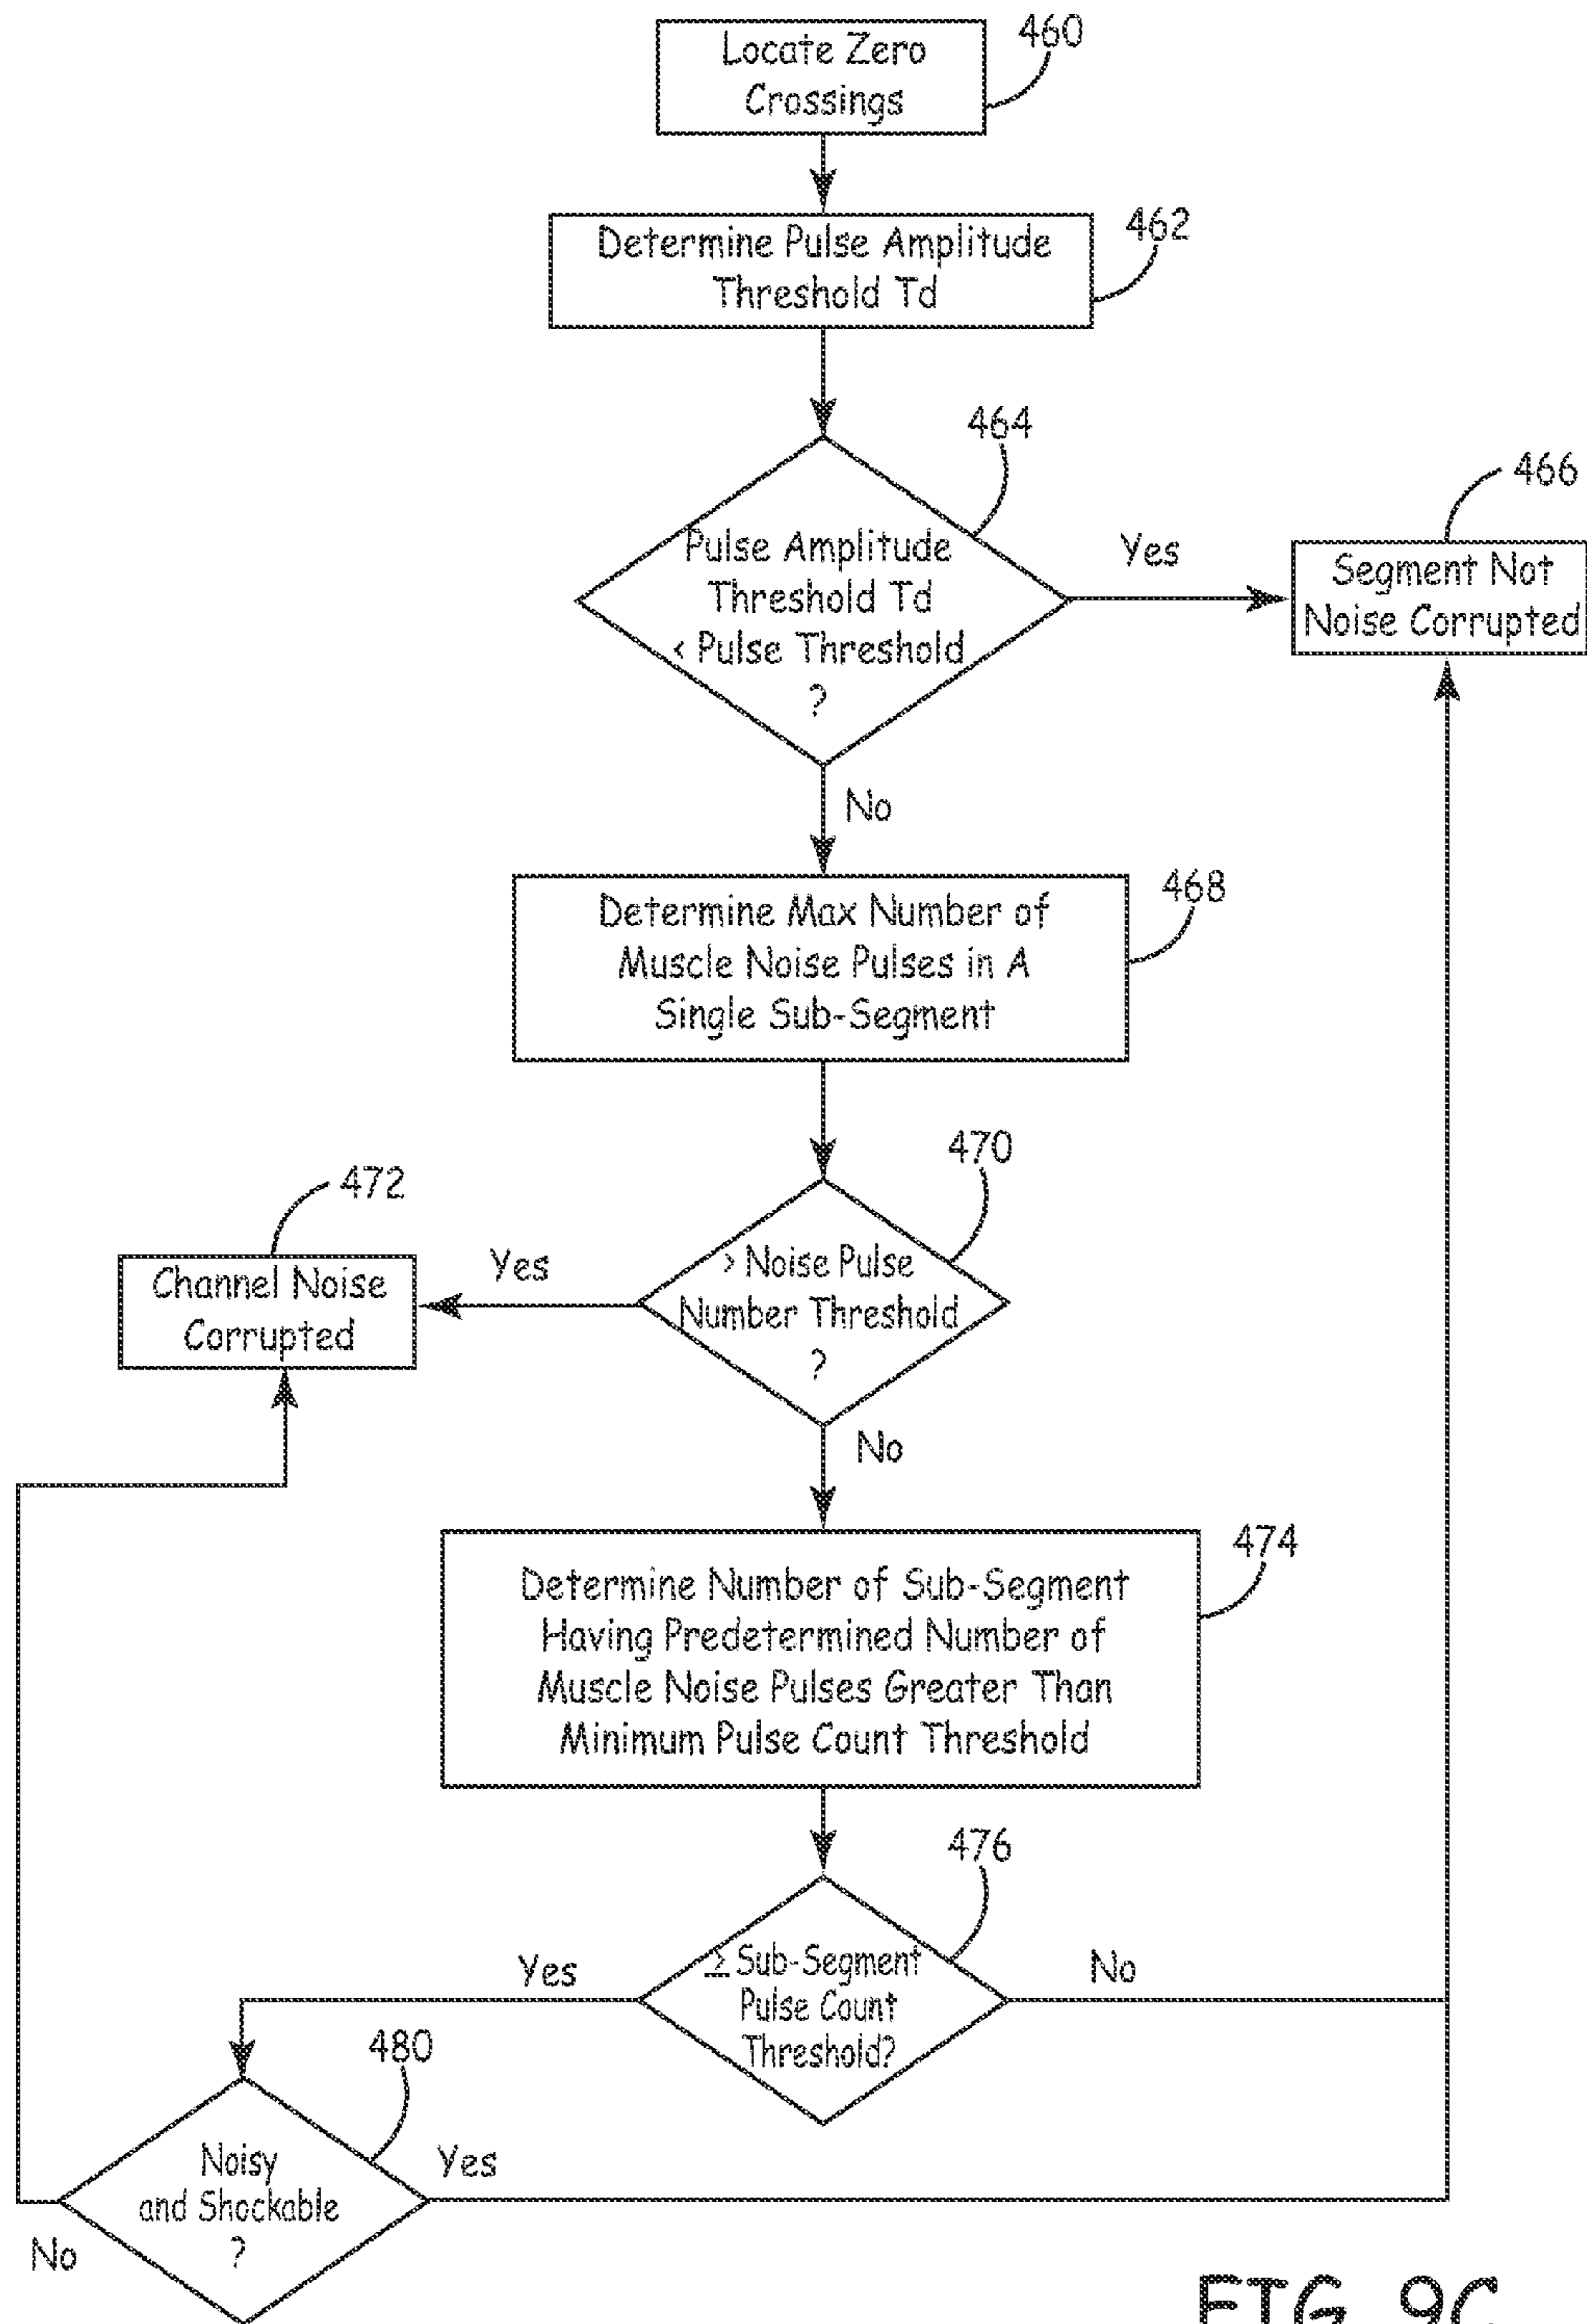 460
Locate Zero
Crossings
462
Determine Pulse Amplitude
Threshold Td
464
Pulse Amplitude
Threshold Td
< Pulse Threshold
?
Yes
466
Segment Not
Noise Corrupted
No
468
Determine Max Number of
Muscle Noise Pulses in A
Single Sub-Segment
470
> Noise Pulse
Number Threshold
?
Yes
472
Channel Noise
Corrupted
No
474
Determine Number of Sub-Segment
Having Predetermined Number of
Muscle Noise Pulses Greater Than
Minimum Pulse Count Threshold
476
≥ Sub-Segment
Pulse Count
Threshold?
Yes
No
480
Noisy
and Shockable
?
Yes
No
FIG. 9C